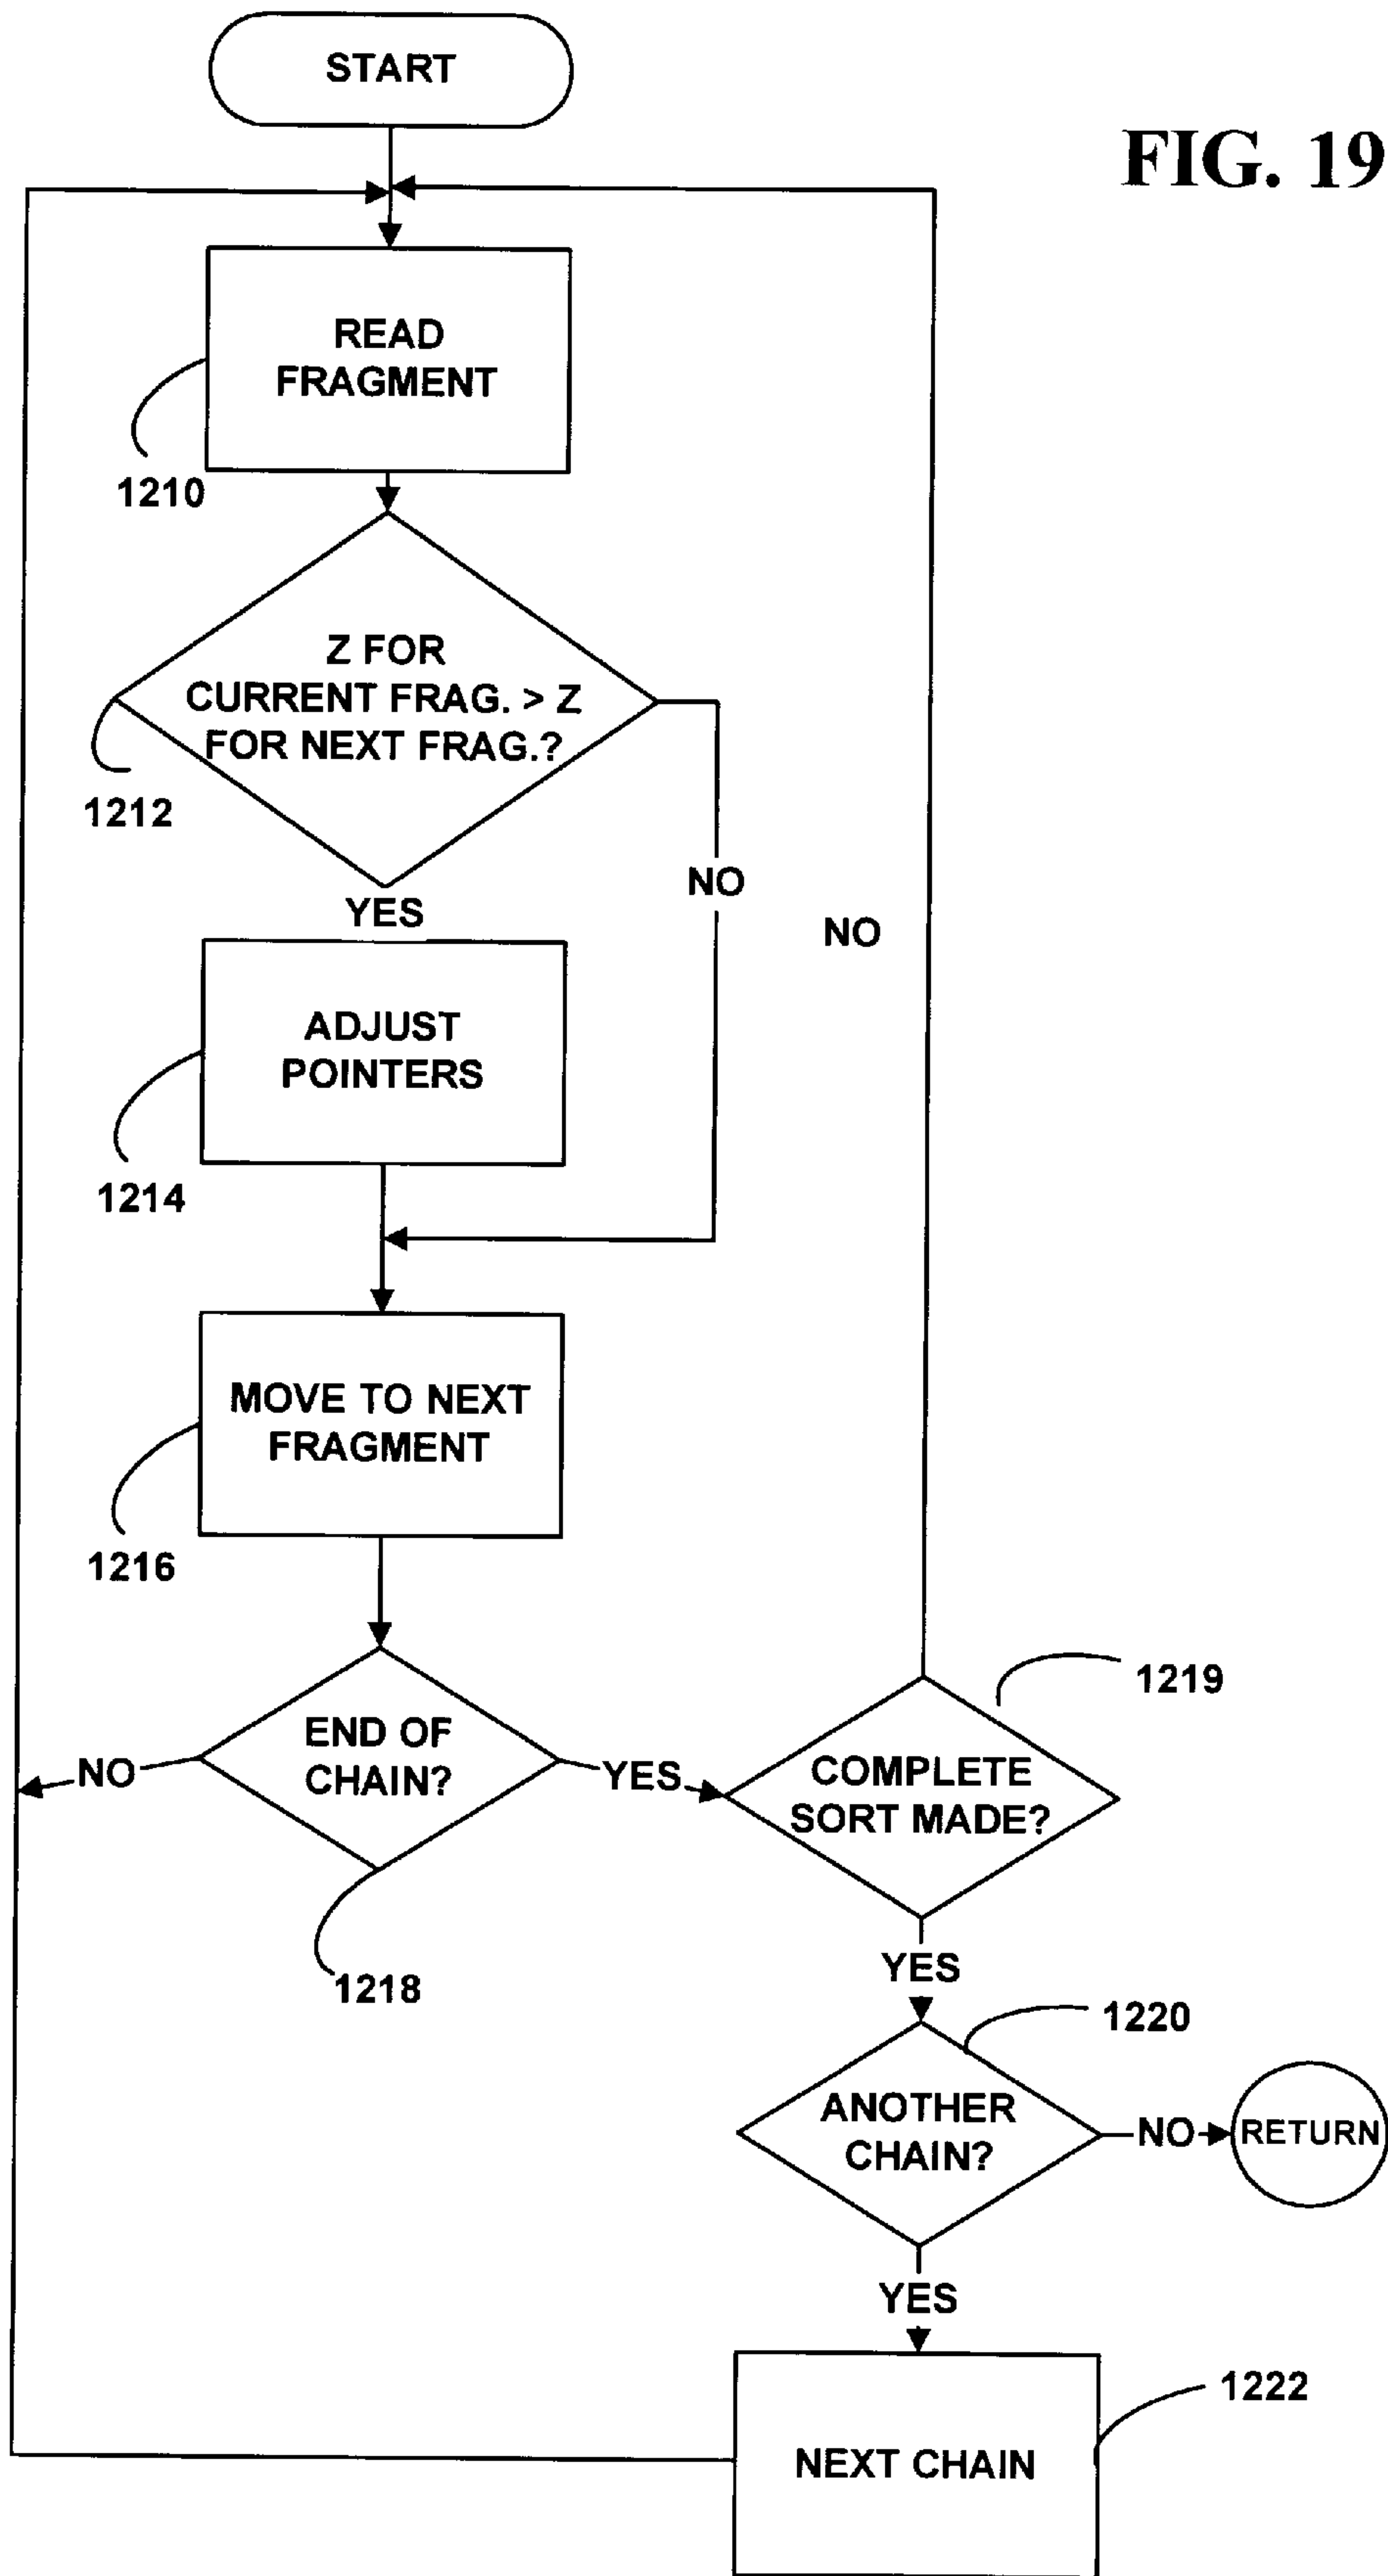 START
FIG. 19
READ
FRAGMENT
1210
Z FOR
CURRENT FRAG. > Z
FOR NEXT FRAG.?
1212
NO
YES
NO
ADJUST
POINTERS
1214
MOVE TO NEXT
FRAGMENT
1216
END OF
CHAIN?
NO
YES
1218
COMPLETE
SORT MADE?
1219
YES
1220
ANOTHER
CHAIN?
NO
RETURN
YES
1222
NEXT CHAIN